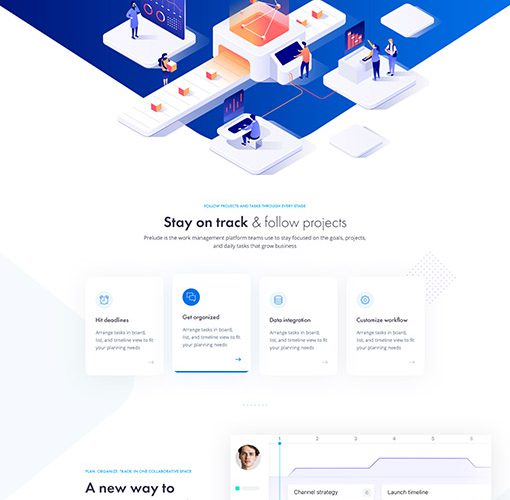 FOLLOW PROJECTS AND TASKS THROUGH EVERY STAGE
Stay on track & follow projects
Prelude is the work management platform teams use to stay focused on the goals, projects,
and daily tasks that grow business
Hit deadlines
Arrange tasks in board,
list, and timeline view to fit
your planning needs
Get organized
Arrange tasks in board,
list, and timeline view to fit
your planning needs
Data integration
Arrange tasks in board,
list, and timeline view to fit
your planning needs
Customize workflow
Arrange tasks in board,
list, and timeline view to fit
your planning needs
PLAN. ORGANIZE. TRACK. IN ONE COLLABORATIVE SPACE
A new way to
1 2 3 4 5 6
Channel strategy
Launch timeline